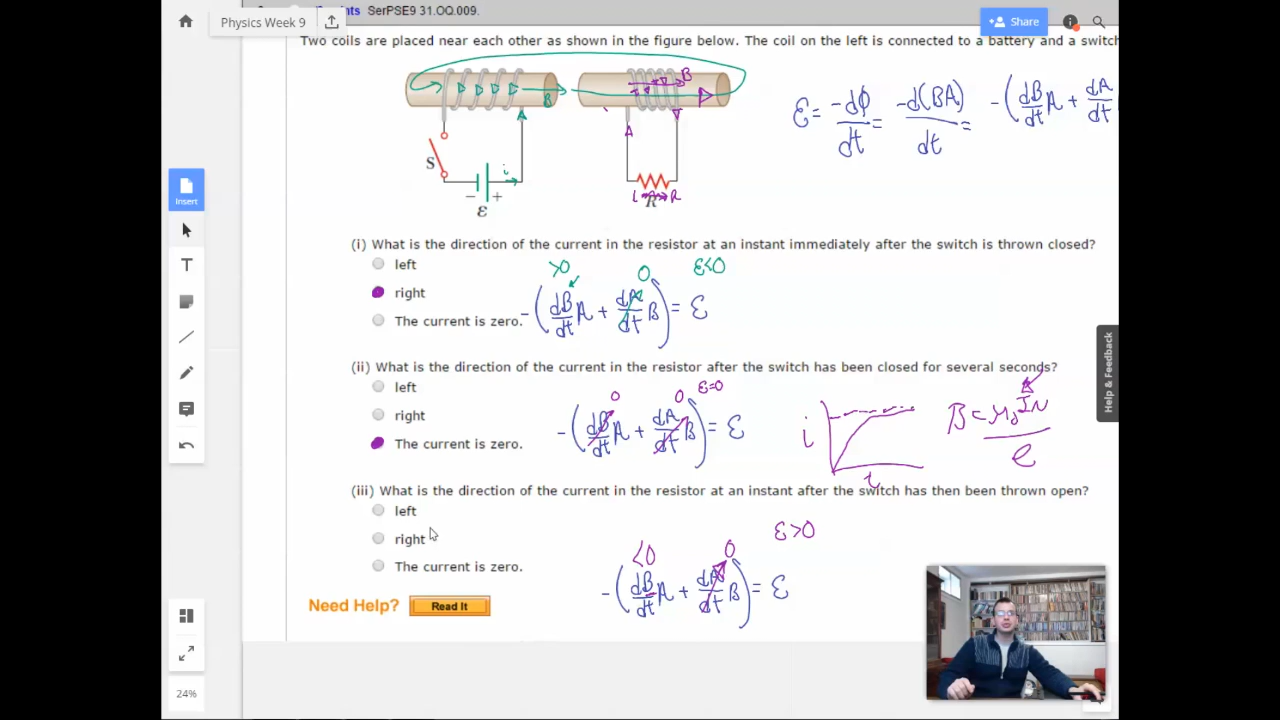 SerPSE9 31.OQ.009.
Physics Week 9
Share
Two coils are placed near each other as shown in the figure below. The coil on the left is connected to a battery and a switch
B
B
A
A
S
i
- +
ε
L R R
ε = -dϕ/dt = -d(BA)/dt = -(dB/dt A + dA/dt
Insert
T
(i) What is the direction of the current in the resistor at an instant immediately after the switch is thrown closed?
left
right
The current is zero.
>0 0 ε<0
-(dB/dt A + dA/dt B) = ε
(ii) What is the direction of the current in the resistor after the switch has been closed for several seconds?
left
right
The current is zero.
0 0 ε=0
-(dB/dt A + dA/dt B) = ε
i
t
B = μ₀IN/ℓ
(iii) What is the direction of the current in the resistor at an instant after the switch has then been thrown open?
left
right
The current is zero.
<0 0 ε>0
-(dB/dt A + dA/dt B) = ε
Need Help? Read It
Help & Feedback
24%